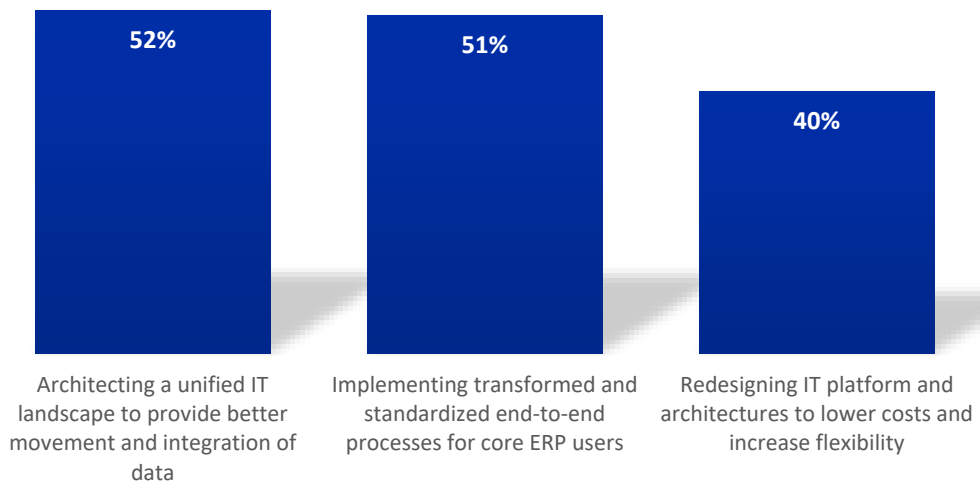 52%
51%
40%
Architecting a unified IT
landscape to provide better
movement and integration of
data
Implementing transformed and
standardized end-to-end
processes for core ERP users
Redesigning IT platform and
architectures to lower costs and
increase flexibility